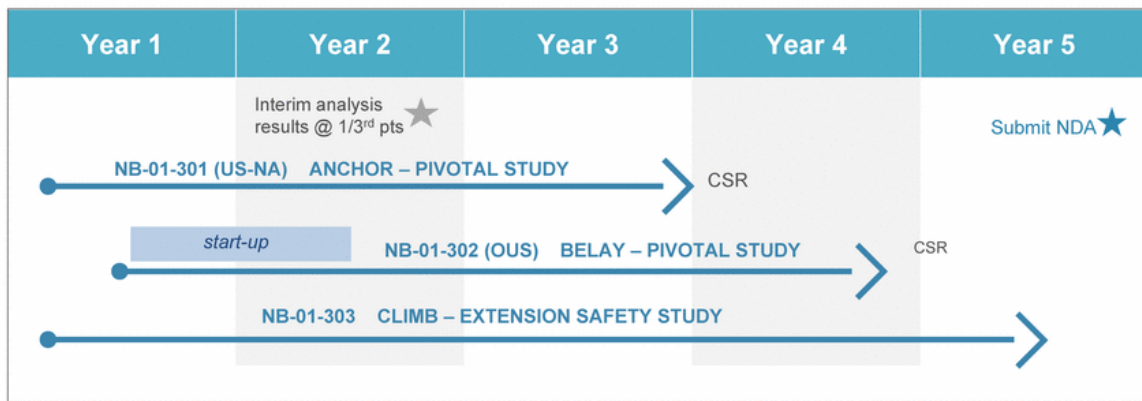 Year 1 Year 2 Year 3 Year 4 Year 5
Interim analysis
results @ 1/3rd pts
Submit NDA
NB-01-301 (US-NA) ANCHOR – PIVOTAL STUDY
CSR
start-up
NB-01-302 (OUS) BELAY – PIVOTAL STUDY
CSR
NB-01-303 CLIMB – EXTENSION SAFETY STUDY